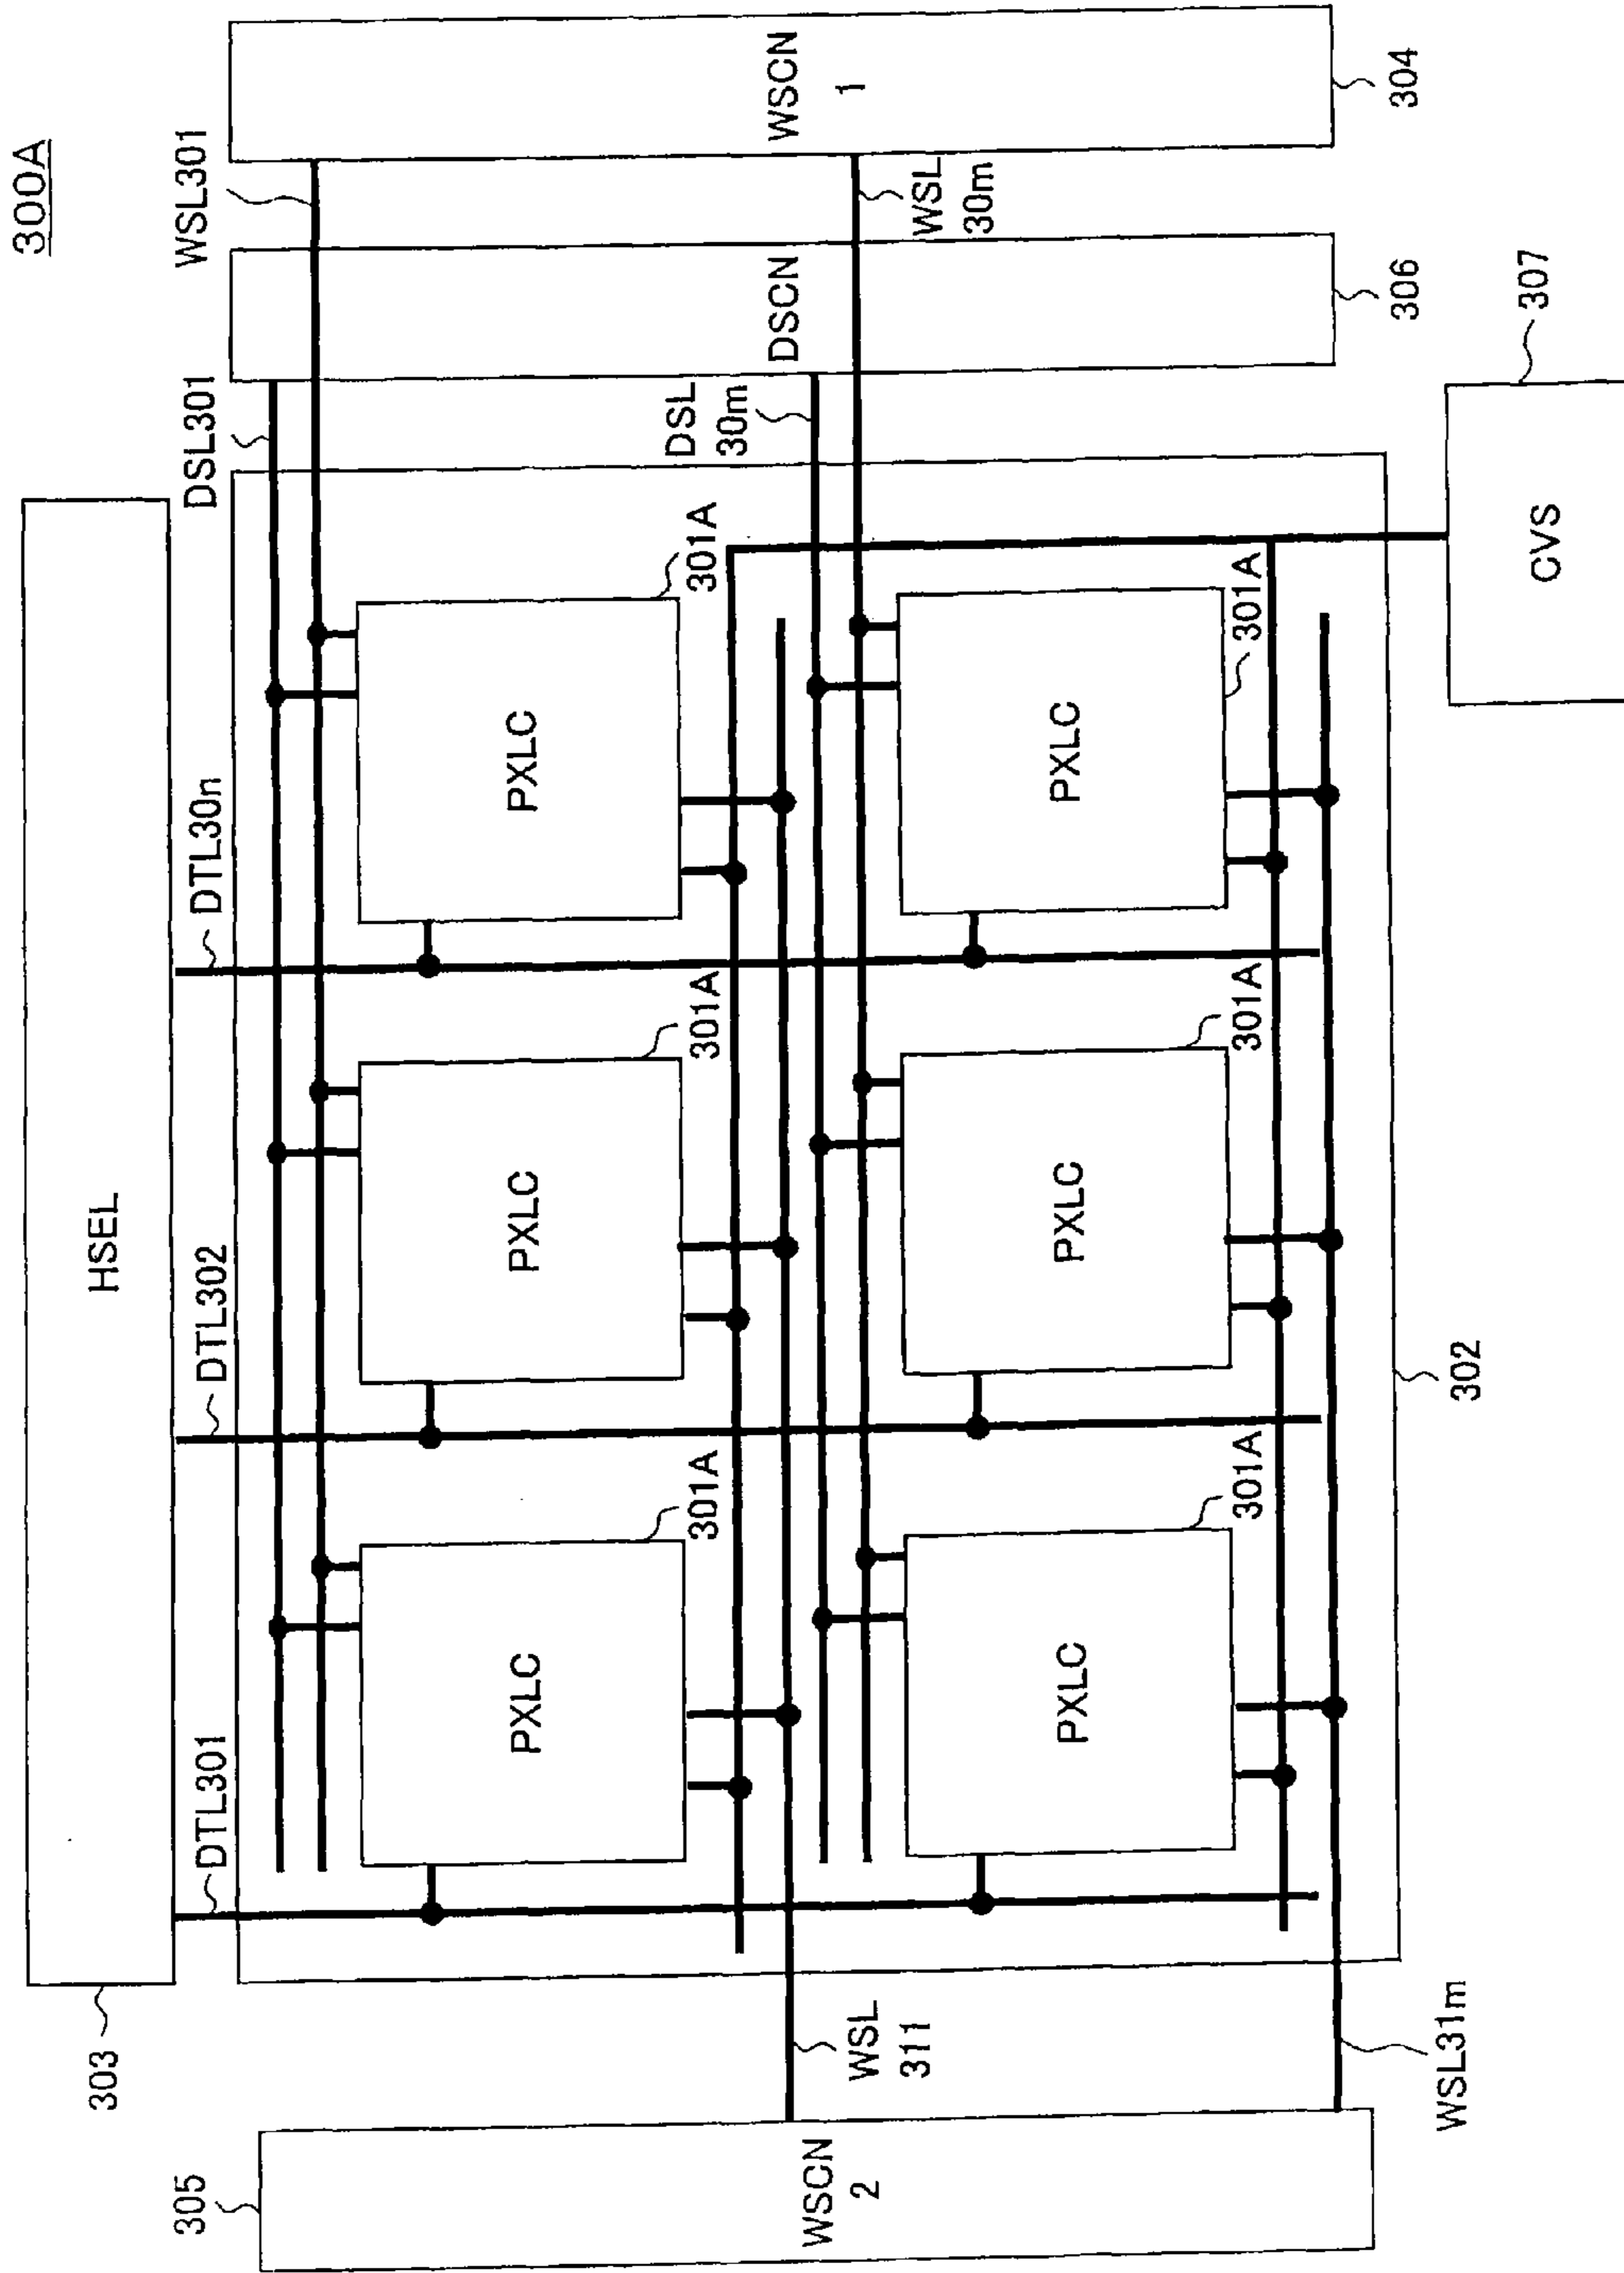 300A
303
HSEL
DTL301
DTL302
DTL30n
DSL301
WSL301
305
WSCN
2
WSL
311
WSL31m
PXLC
301A
PXLC
301A
PXLC
301A
DSL
30m
WSL
30m
PXLC
301A
PXLC
301A
PXLC
301A
DSCN
306
WSCN
1
304
302
CVS
307